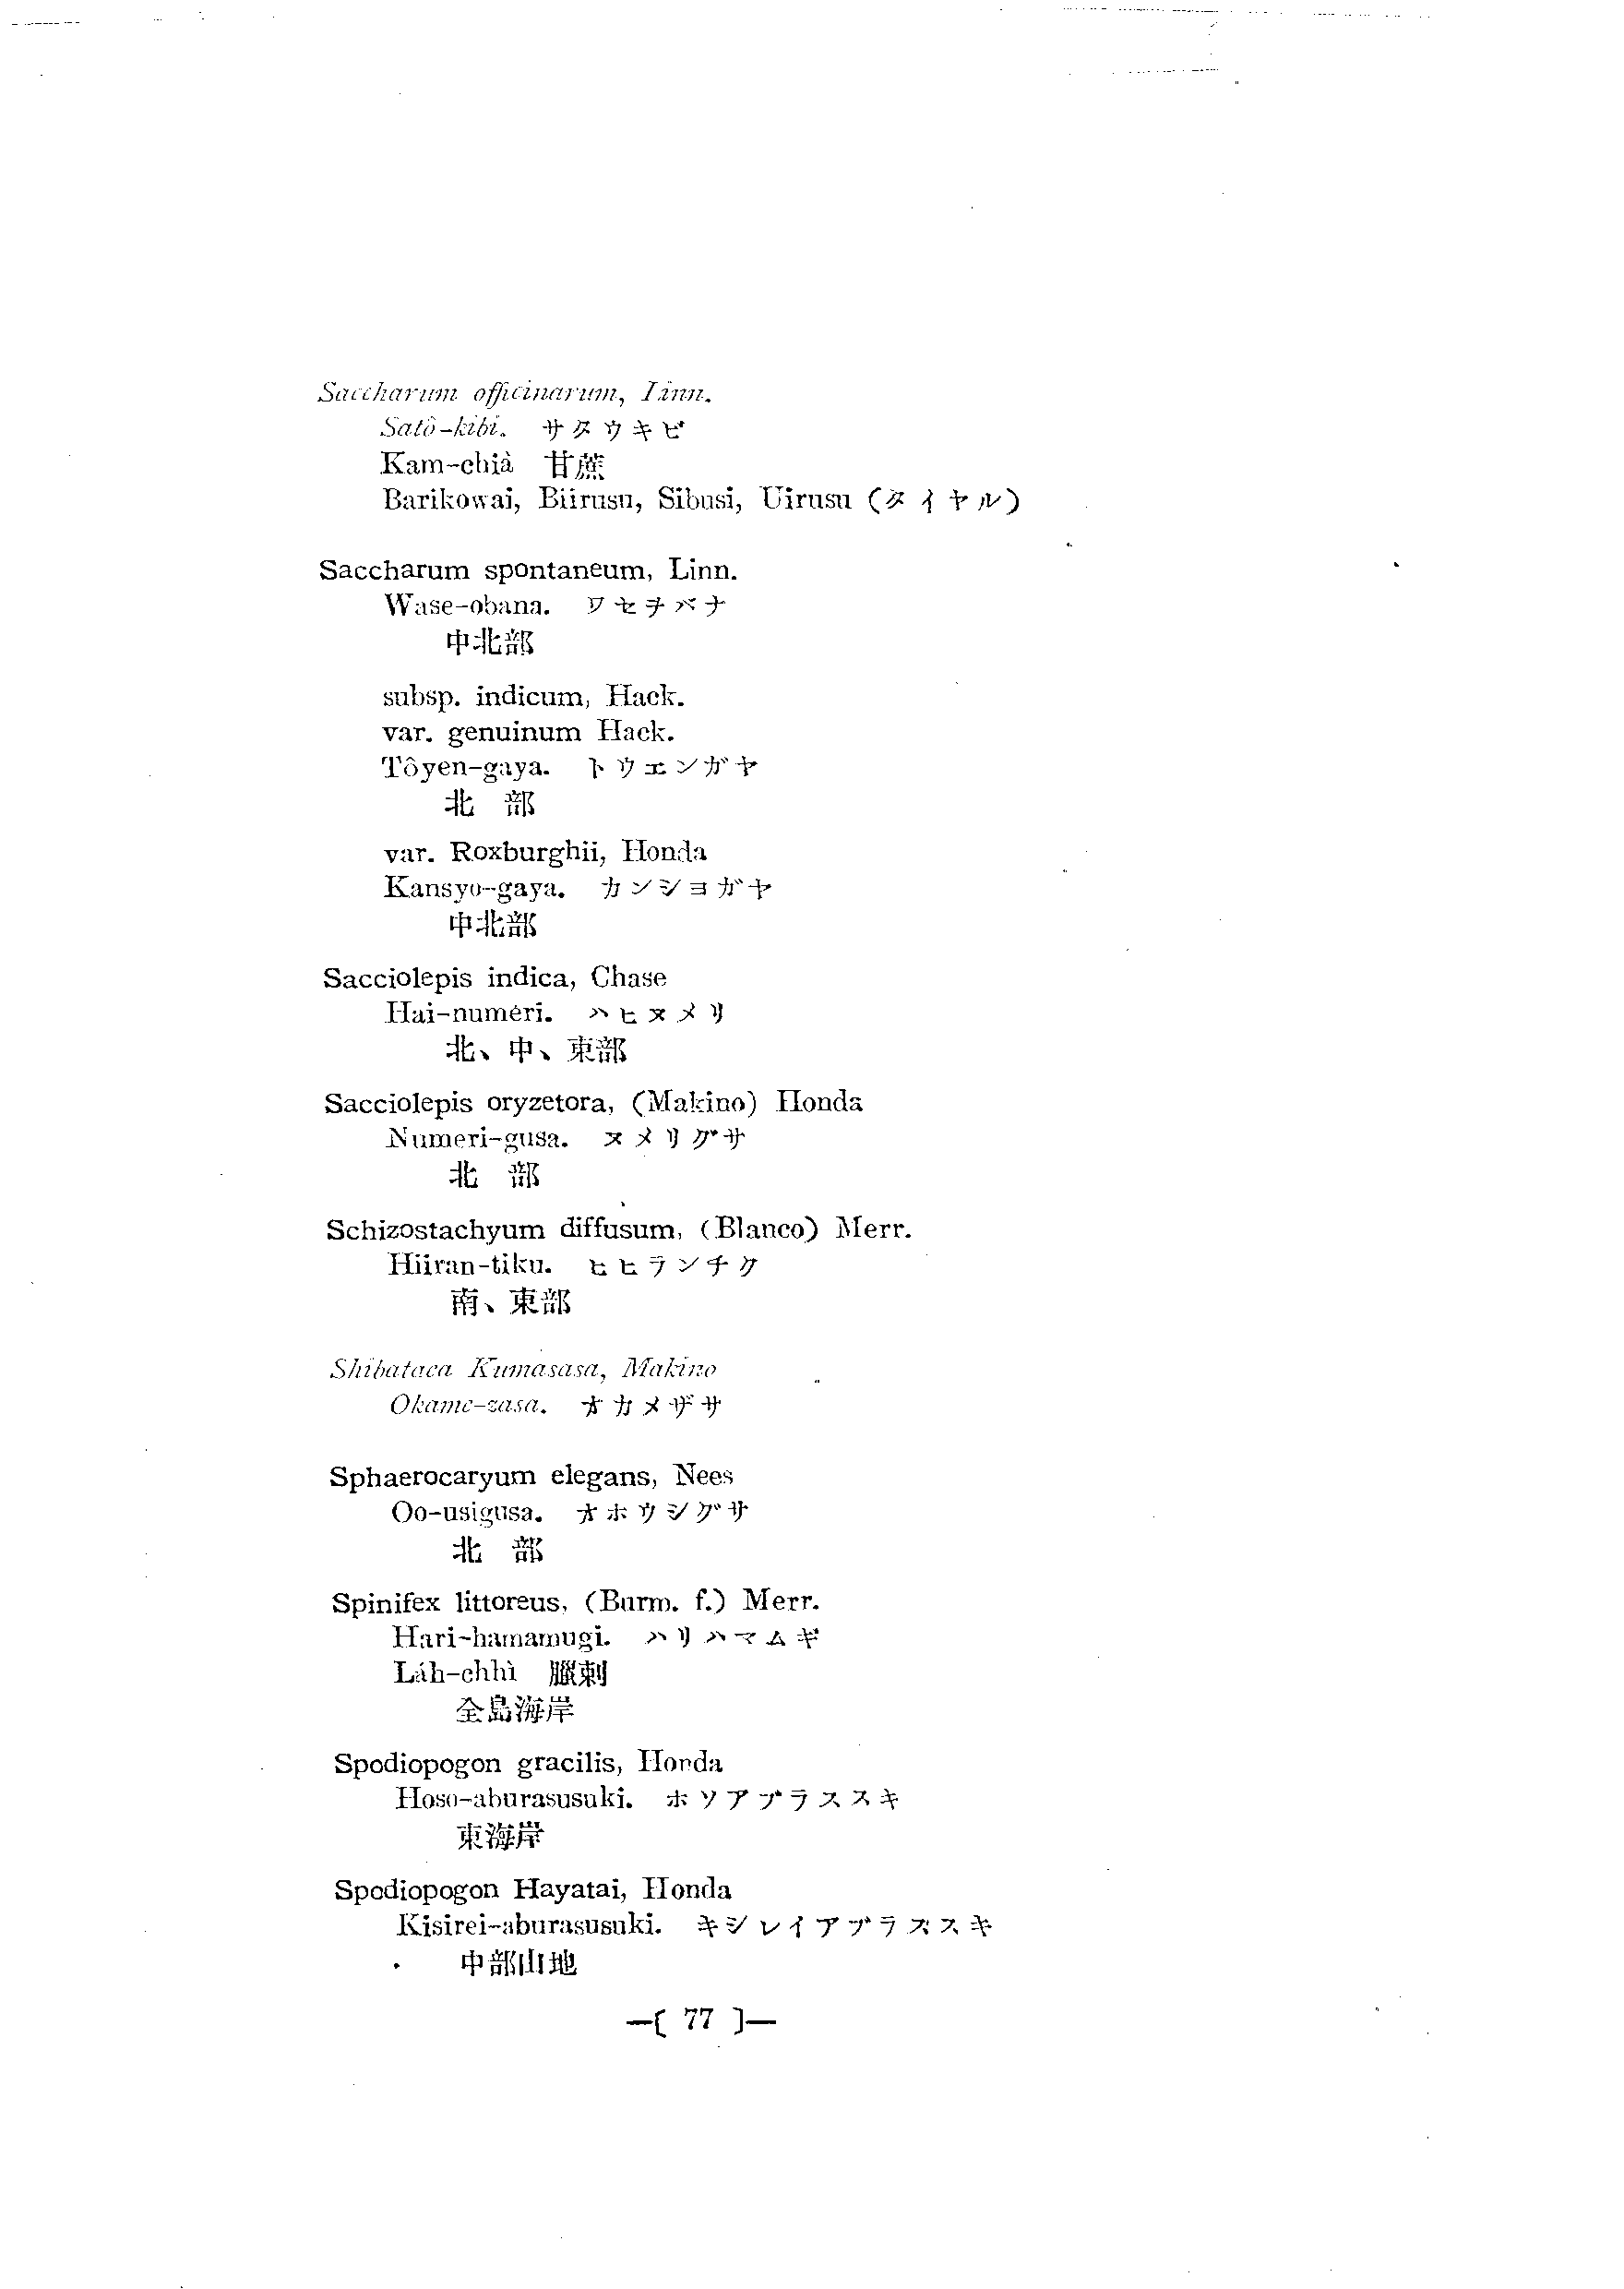 Saccharum officinarum, Linn.
Satô-kibi. サタウキビ
Kam-chià 甘蔗
Barikowai, Biirusu, Sibusi, Uirusu (タイヤル)
Saccharum spontaneum, Linn.
Wase-obana. ワセヲバナ
中北部
subsp. indicum, Hack.
var. genuinum Hack.
Tôyen-gaya. トウエンガヤ
北 部
var. Roxburghii, Honda
Kansyo-gaya. カンショガヤ
中北部
Sacciolepis indica, Chase
Hai-numeri. ハヒヌメリ
北、中、東部
Sacciolepis oryzetora, (Makino) Honda
Numeri-gusa. ヌメリグサ
北 部
Schizostachyum diffusum, (Blanco) Merr.
Hiiran-tiku. ヒヒランチク
南、東部
Shibataea Kumasasa, Makino
Okame-zasa. オカメザサ
Sphaerocaryum elegans, Nees
Oo-usigusa. オホウシグサ
北 部
Spinifex littoreus, (Burm. f.) Merr.
Hari-hamamugi. ハリハマムギ
Láh-chhì 臘刺
全島海岸
Spodiopogon gracilis, Honda
Hoso-aburasusuki. ホソアブラススキ
東海岸
Spodiopogon Hayatai, Honda
Kisirei-aburasusuki. キシレイアブラススキ
中部山地
—[ 77 ]—